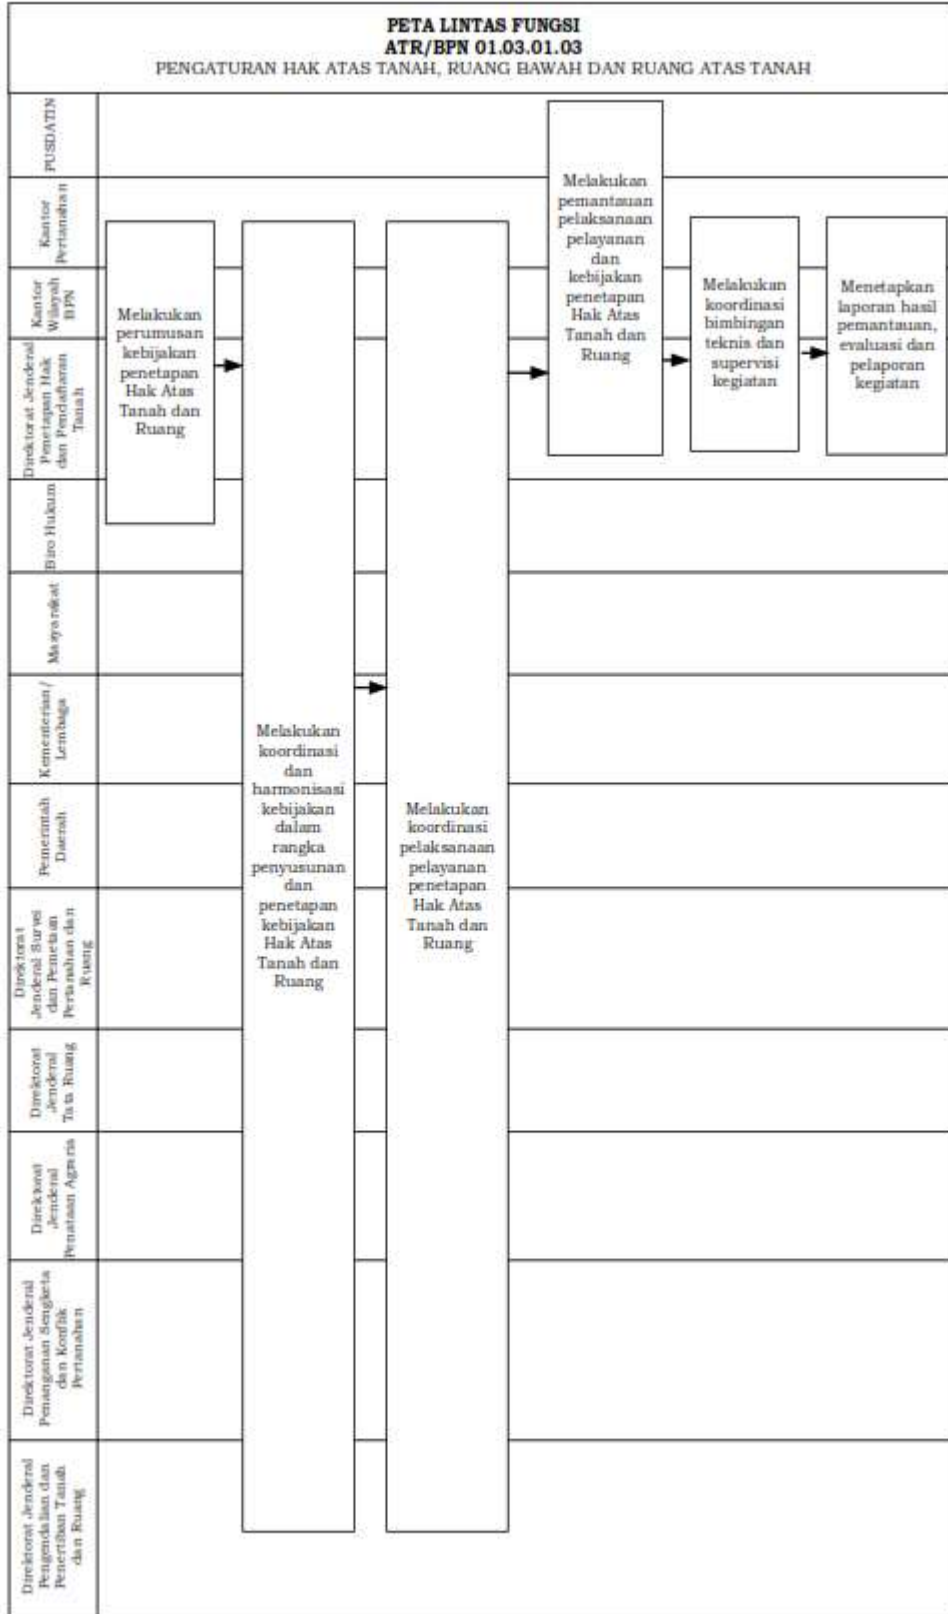 PETA LINTAS FUNGSI
ATR/BPN 01.03.01.03
PENGATURAN HAK ATAS TANAH, RUANG BAWAH DAN RUANG ATAS TANAH
PUSDATIN
Kantor
Pertanahan
Kantor
Wilayah
BPN
Direktorat Jenderal
Penetapan Hak
dan Pendaftaran
Tanah
Biro Hukum
Masyarakat
Kementerian/
Lembaga
Pemerintah
Daerah
Direktorat
Jenderal Survei
dan Pemetaan
Pertanahan dan
Ruang
Direktorat
Jenderal
Tata Ruang
Direktorat
Jenderal
Penataan Agraria
Direktorat Jenderal
Penanganan Sengketa
dan Konflik
Pertanahan
Direktorat Jenderal
Pengendalian dan
Penertiban Tanah
dan Ruang
Melakukan
perumusan
kebijakan
penetapan
Hak Atas
Tanah dan
Ruang
Melakukan
koordinasi
dan
harmonisasi
kebijakan
dalam
rangka
penyusunan
dan
penetapan
kebijakan
Hak Atas
Tanah dan
Ruang
Melakukan
koordinasi
pelaksanaan
pelayanan
penetapan
Hak Atas
Tanah dan
Ruang
Melakukan
pemantauan
pelaksanaan
pelayanan
dan
kebijakan
penetapan
Hak Atas
Tanah dan
Ruang
Melakukan
koordinasi
bimbingan
teknis dan
supervisi
kegiatan
Menetapkan
laporan hasil
pemantauan,
evaluasi dan
pelaporan
kegiatan